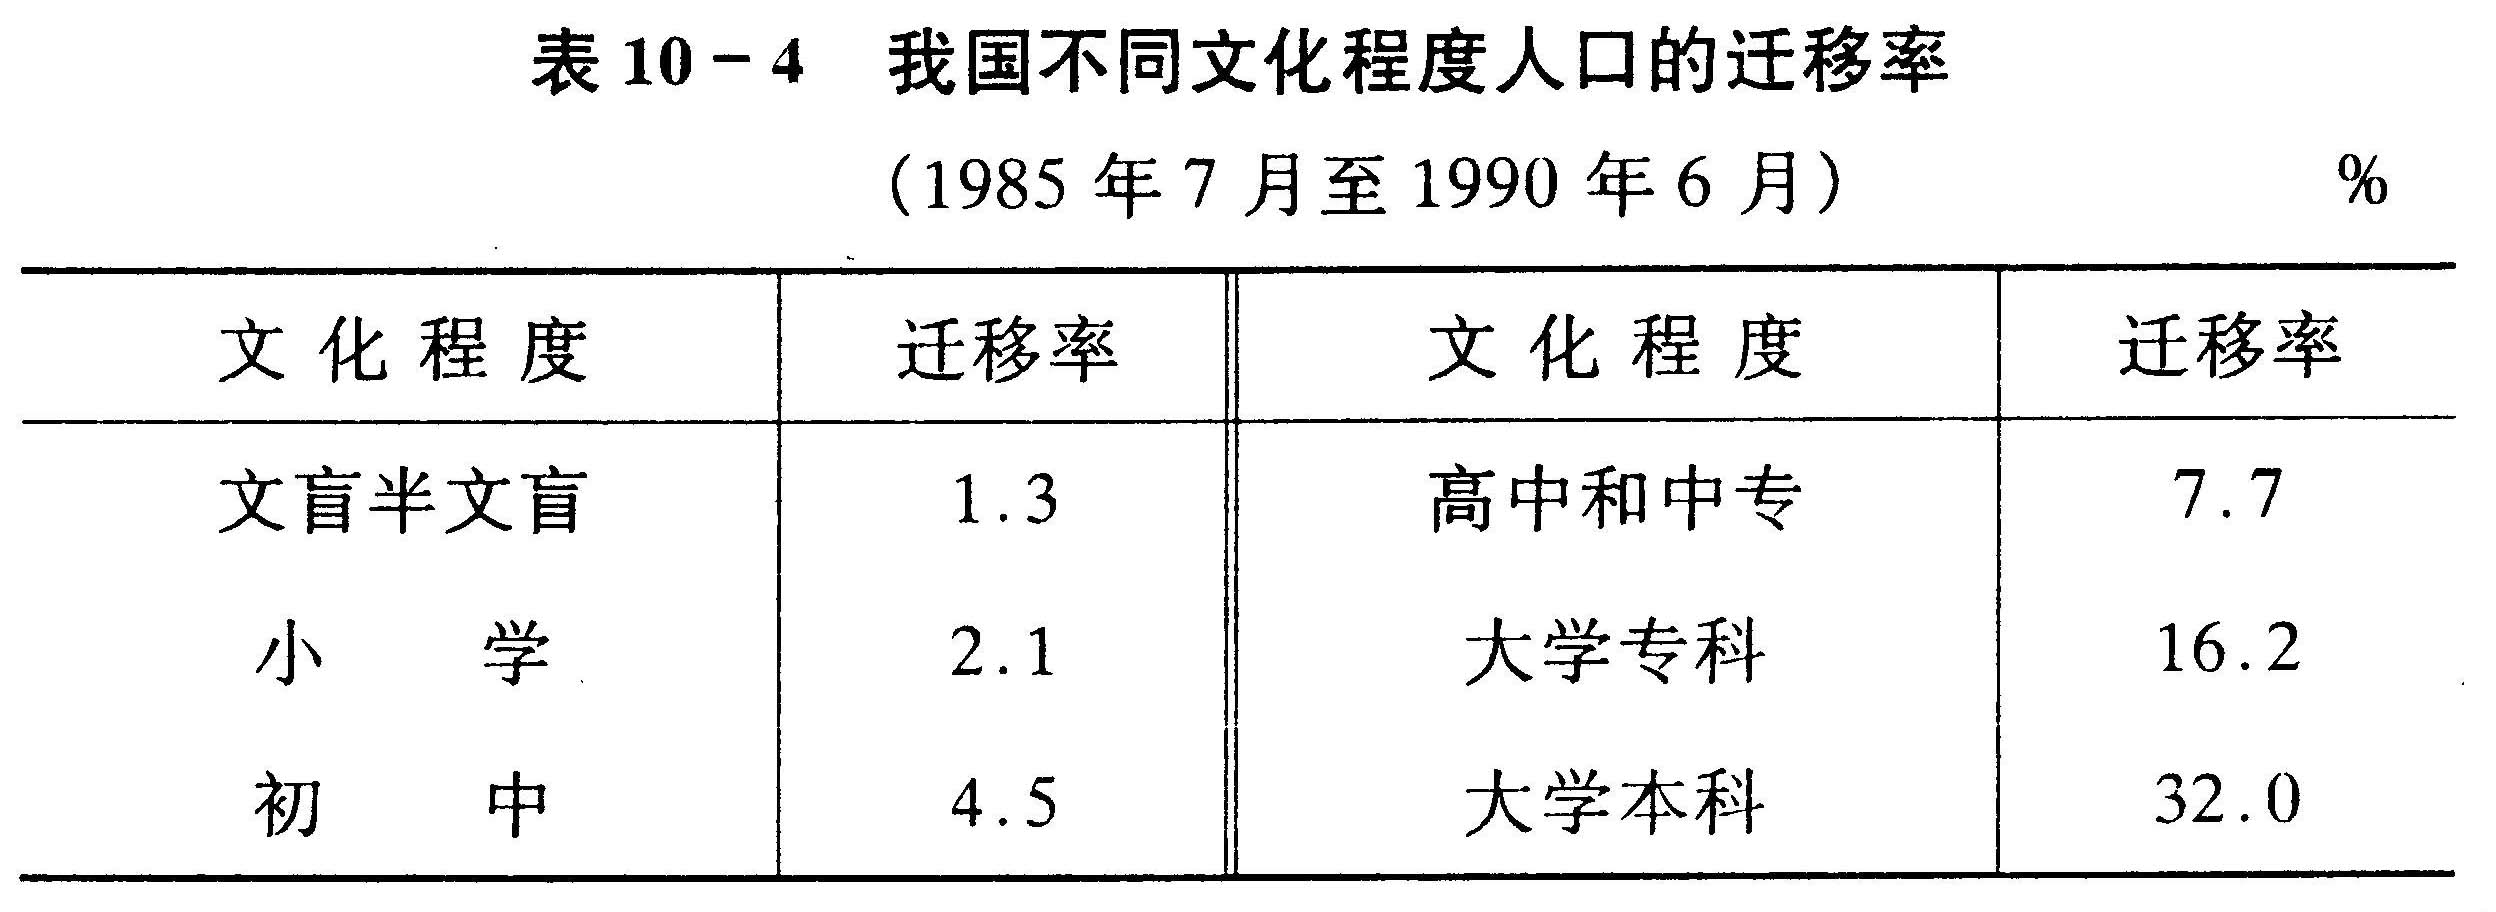 表 10-4 我国不同文化程度人口的迁移率
(1985 年 7 月至 1990 年 6 月) %
文化程度 迁移率 文化程度 迁移率
文盲半文盲 1.3 高中和中专 7.7
小学 2.1 大学专科 16.2
初中 4.5 大学本科 32.0